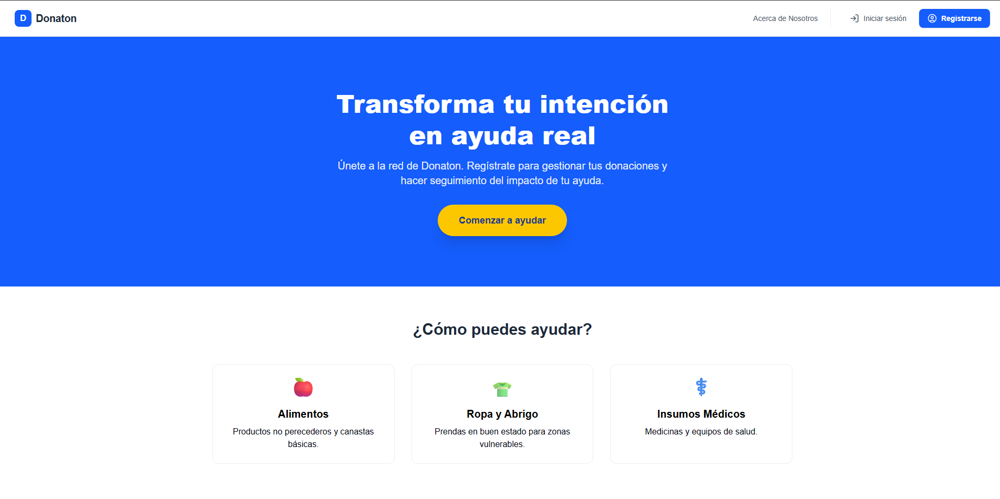 D Donaton
Acerca de Nosotros
Iniciar sesión
Registrarse
Transforma tu intención
en ayuda real
Únete a la red de Donaton. Regístrate para gestionar tus donaciones y
hacer seguimiento del impacto de tu ayuda.
Comenzar a ayudar
¿Cómo puedes ayudar?
Alimentos
Productos no perecederos y canastas
básicas.
Ropa y Abrigo
Prendas en buen estado para zonas
vulnerables.
Insumos Médicos
Medicinas y equipos de salud.